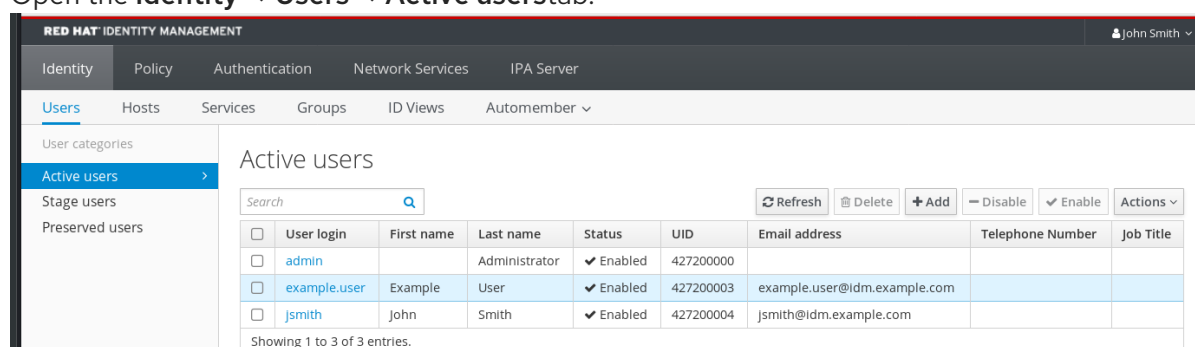 Open the Identity → Users → Active userstab.
RED HAT® IDENTITY MANAGEMENT John Smith
Identity Policy Authentication Network Services IPA Server
Users Hosts Services Groups ID Views Automember
User categories
Active users
Stage users
Preserved users
Active users
Search Refresh Delete Add Disable Enable Actions
User login First name Last name Status UID Email address Telephone Number Job Title
admin Administrator Enabled 427200000
example.user Example User Enabled 427200003 example.user@idm.example.com
jsmith John Smith Enabled 427200004 jsmith@idm.example.com
Showing 1 to 3 of 3 entries.